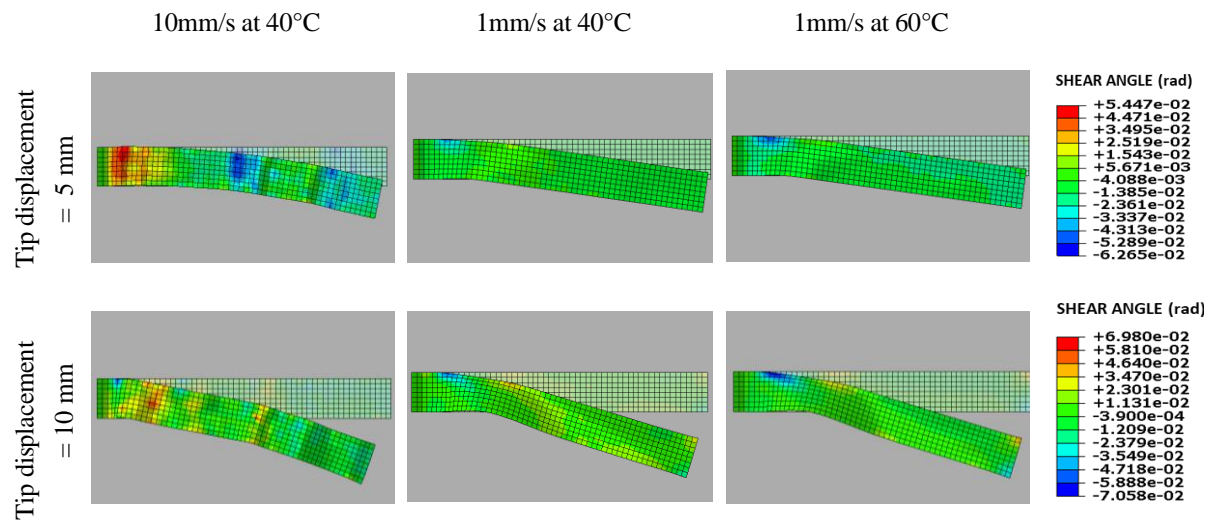 10mm/s at 40°C
1mm/s at 40°C
1mm/s at 60°C
Tip displacement
= 5 mm
SHEAR ANGLE (rad)
+5.447e-02
+4.471e-02
+3.495e-02
+2.519e-02
+1.543e-02
+5.671e-03
-4.088e-03
-1.385e-02
-2.361e-02
-3.337e-02
-4.313e-02
-5.289e-02
-6.265e-02
Tip displacement
= 10 mm
SHEAR ANGLE (rad)
+6.980e-02
+5.810e-02
+4.640e-02
+3.470e-02
+2.301e-02
+1.131e-02
-3.900e-04
-1.209e-02
-2.379e-02
-3.549e-02
-4.718e-02
-5.888e-02
-7.058e-02